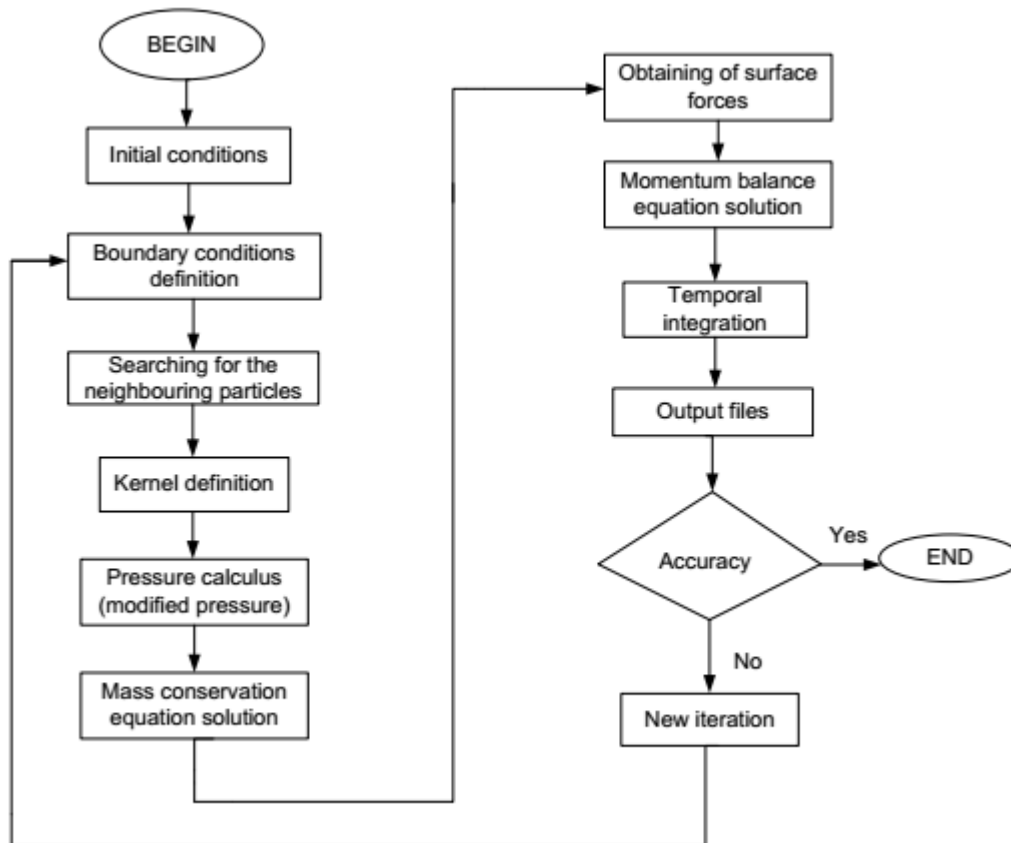 BEGIN
Initial conditions
Boundary conditions
definition
Searching for the
neighbouring particles
Kernel definition
Pressure calculus
(modified pressure)
Mass conservation
equation solution
Obtaining of surface
forces
Momentum balance
equation solution
Temporal
integration
Output files
Accuracy
Yes
END
No
New iteration